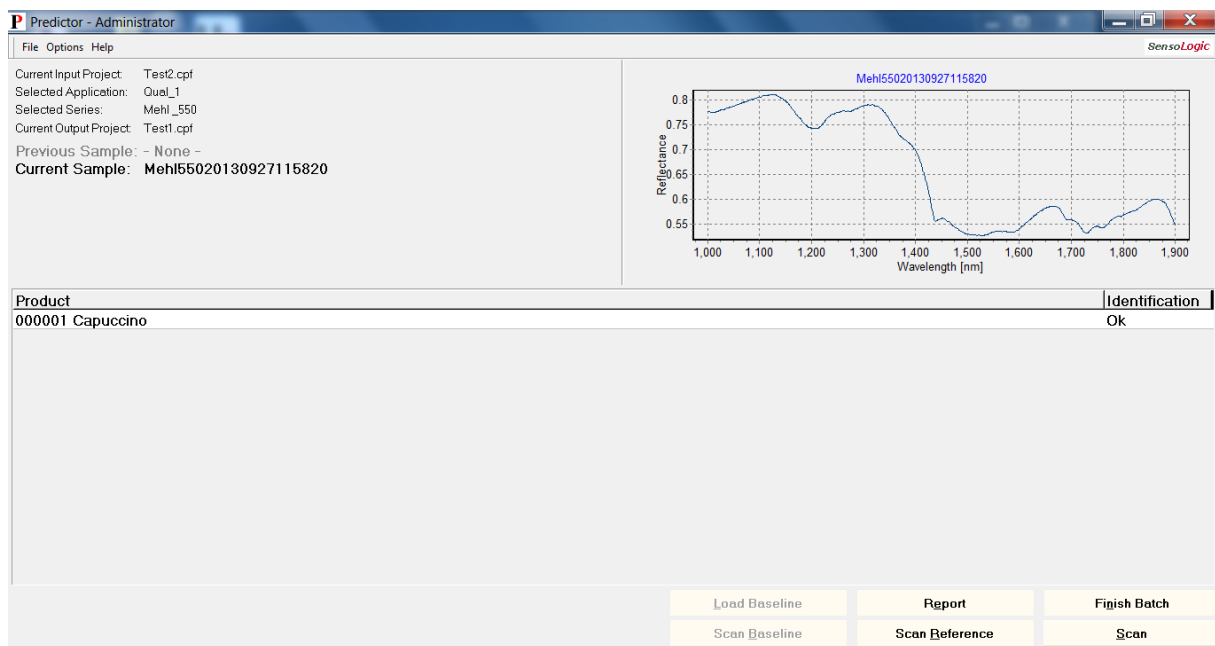 Predictor - Administrator
File Options Help
SensoLogic
Current Input Project: Test2.cpf
Selected Application: Qual_1
Selected Series: Mehl_550
Current Output Project: Test1.cpf
Previous Sample: - None -
Current Sample: Mehl55020130927115820
Mehl55020130927115820
Reflectance
0.8
0.75
0.7
0.65
0.6
0.55
1,000 1,100 1,200 1,300 1,400 1,500 1,600 1,700 1,800 1,900
Wavelength [nm]
Product Identification
000001 Capuccino Ok
Load Baseline Report Finish Batch
Scan Baseline Scan Reference Scan